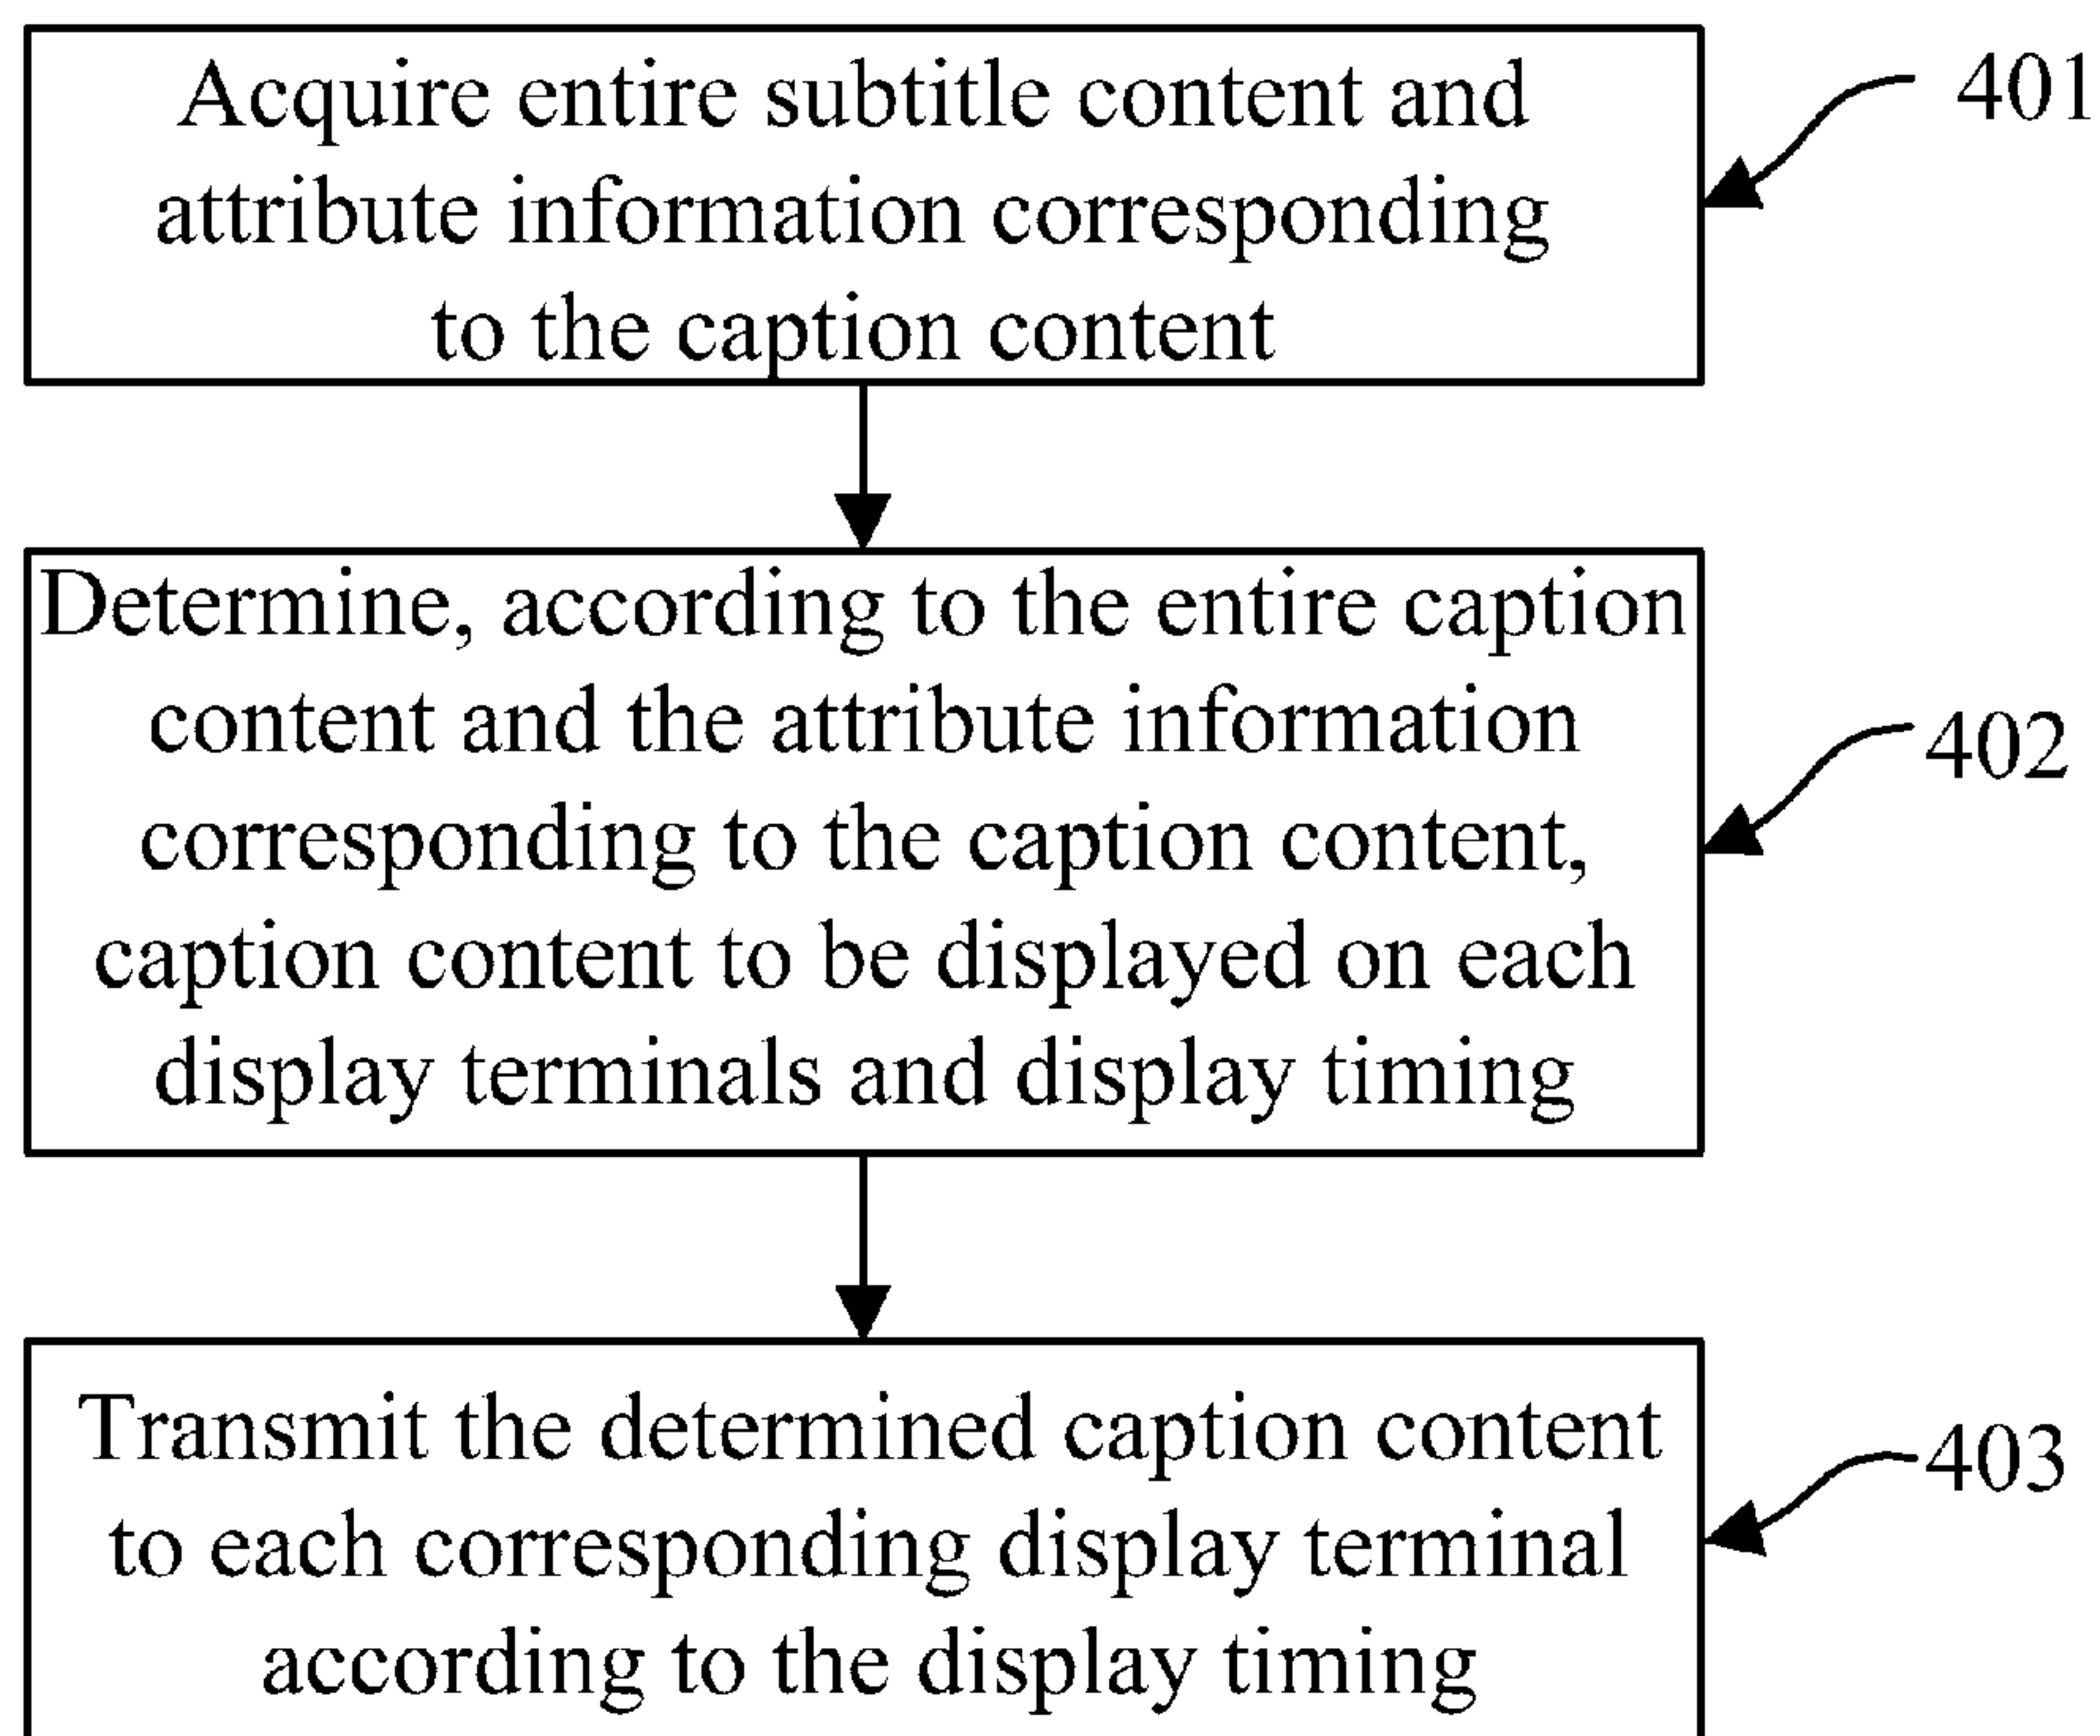 Acquire entire subtitle content and
attribute information corresponding
to the caption content
401
Determine, according to the entire caption
content and the attribute information
corresponding to the caption content,
caption content to be displayed on each
display terminals and display timing
402
Transmit the determined caption content
to each corresponding display terminal
according to the display timing
403